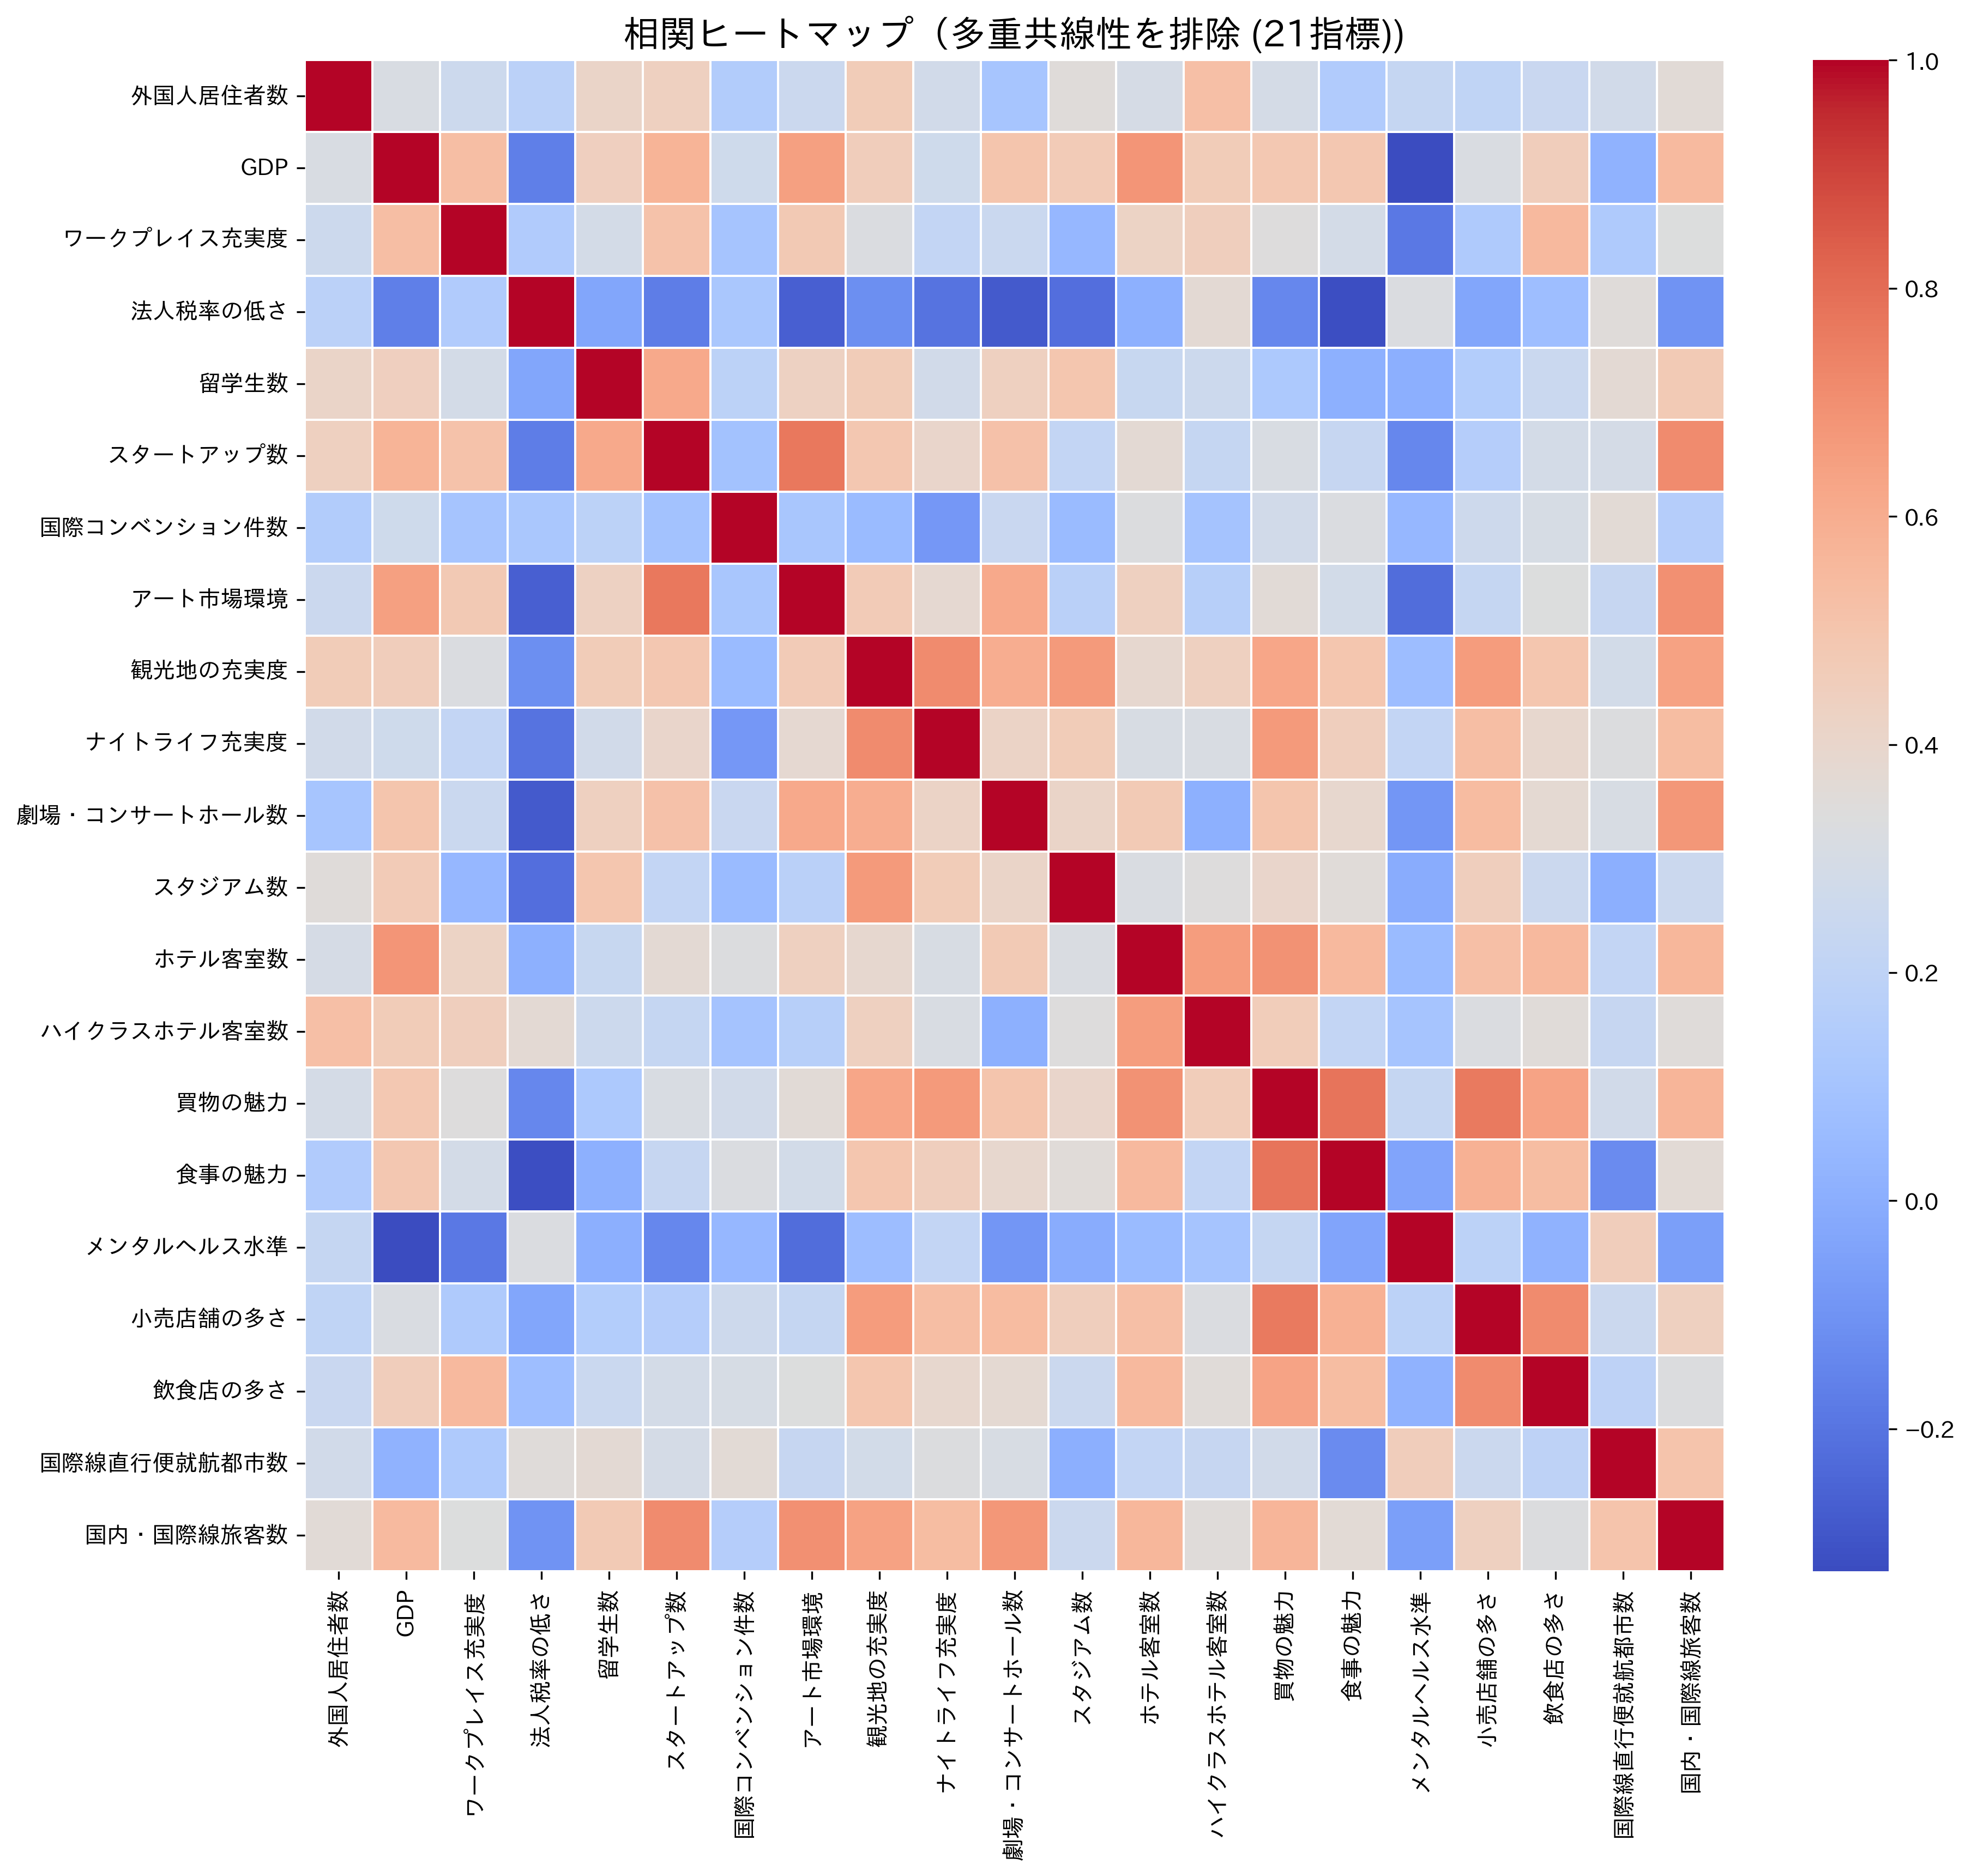 相関ヒートマップ（多重共線性を排除 (21指標))
外国人居住者数
GDP
ワークプレイス充実度
法人税率の低さ
留学生数
スタートアップ数
国際コンベンション件数
アート市場環境
観光地の充実度
ナイトライフ充実度
劇場・コンサートホール数
スタジアム数
ホテル客室数
ハイクラスホテル客室数
買物の魅力
食事の魅力
メンタルヘルス水準
小売店舗の多さ
飲食店の多さ
国際線直行便就航都市数
国内・国際線旅客数
外国人居住者数
GDP
ワークプレイス充実度
法人税率の低さ
留学生数
スタートアップ数
国際コンベンション件数
アート市場環境
観光地の充実度
ナイトライフ充実度
劇場・コンサートホール数
スタジアム数
ホテル客室数
ハイクラスホテル客室数
買物の魅力
食事の魅力
メンタルヘルス水準
小売店舗の多さ
飲食店の多さ
国際線直行便就航都市数
国内・国際線旅客数
1.0
0.8
0.6
0.4
0.2
0.0
−0.2